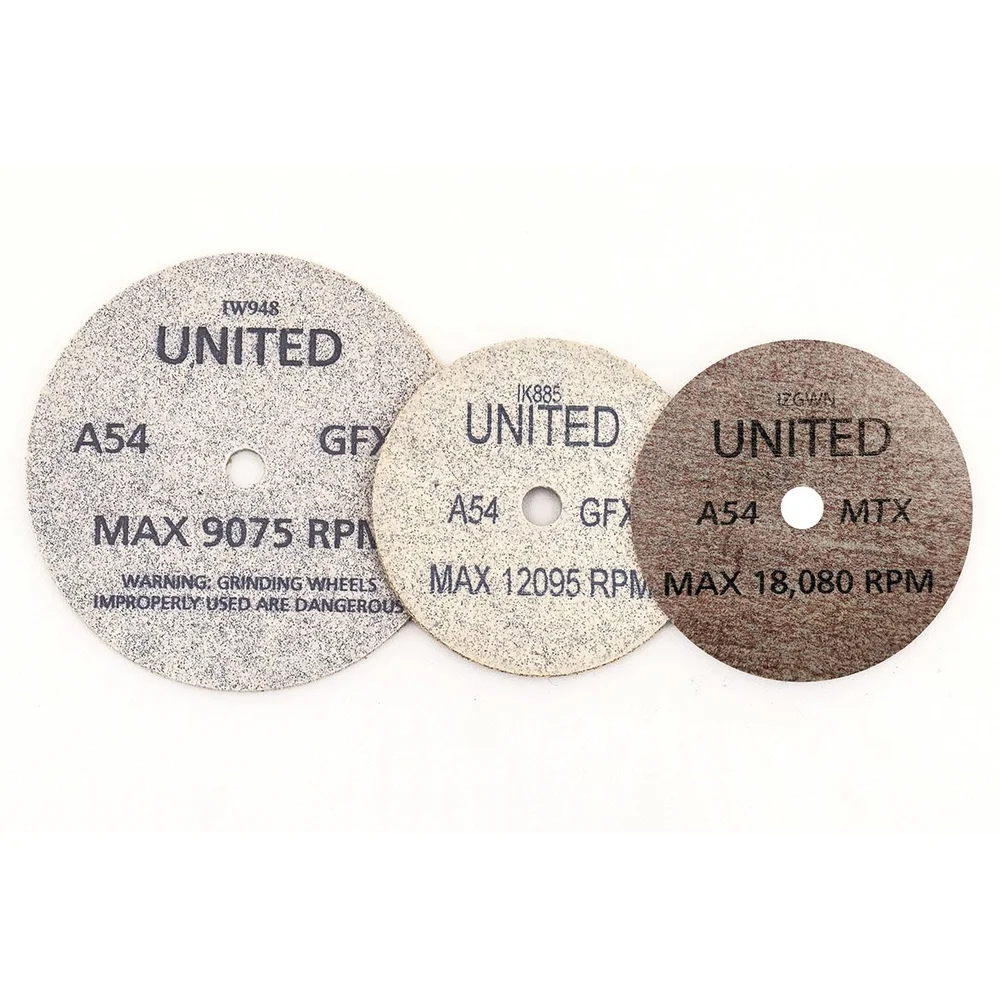 IW948
UNITED
A54 GFX
MAX 9075 RPM
WARNING: GRINDING WHEELS
IMPROPERLY USED ARE DANGEROUS
IK885
UNITED
A54 GFX
MAX 12095 RPM
IZGWN
UNITED
A54 MTX
MAX 18,080 RPM